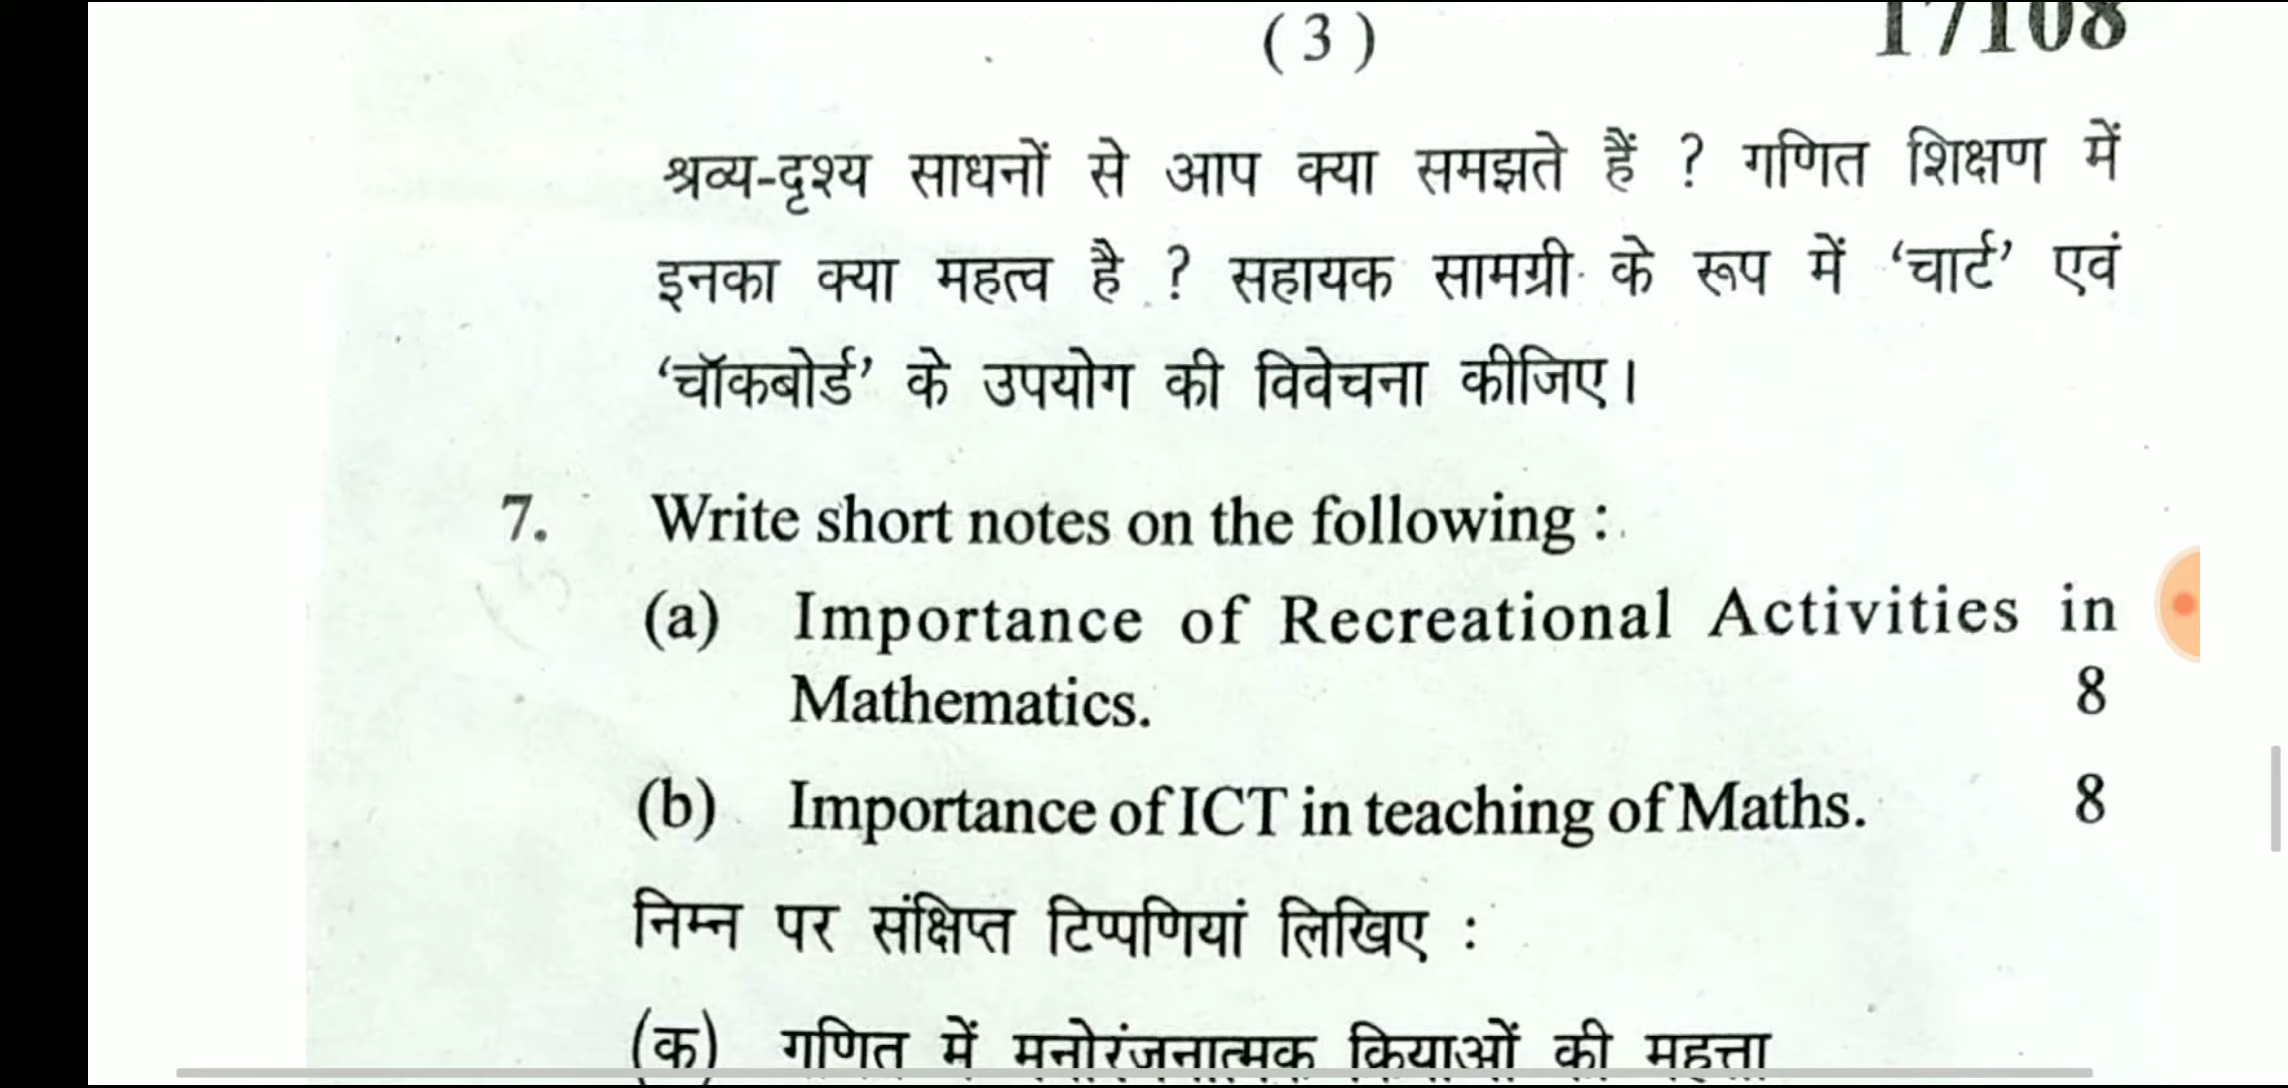 (3)
17108
श्रव्य-दृश्य साधनों से आप क्या समझते हैं ? गणित शिक्षण में
इनका क्या महत्व है ? सहायक सामग्री के रूप में ‘चार्ट’ एवं
‘चॉकबोर्ड’ के उपयोग की विवेचना कीजिए।
7. Write short notes on the following :
(a) Importance of Recreational Activities in
Mathematics. 8
(b) Importance of ICT in teaching of Maths. 8
निम्न पर संक्षिप्त टिप्पणियां लिखिए :
(क) गणित में मनोरंजनात्मक कियाओं की महत्ता